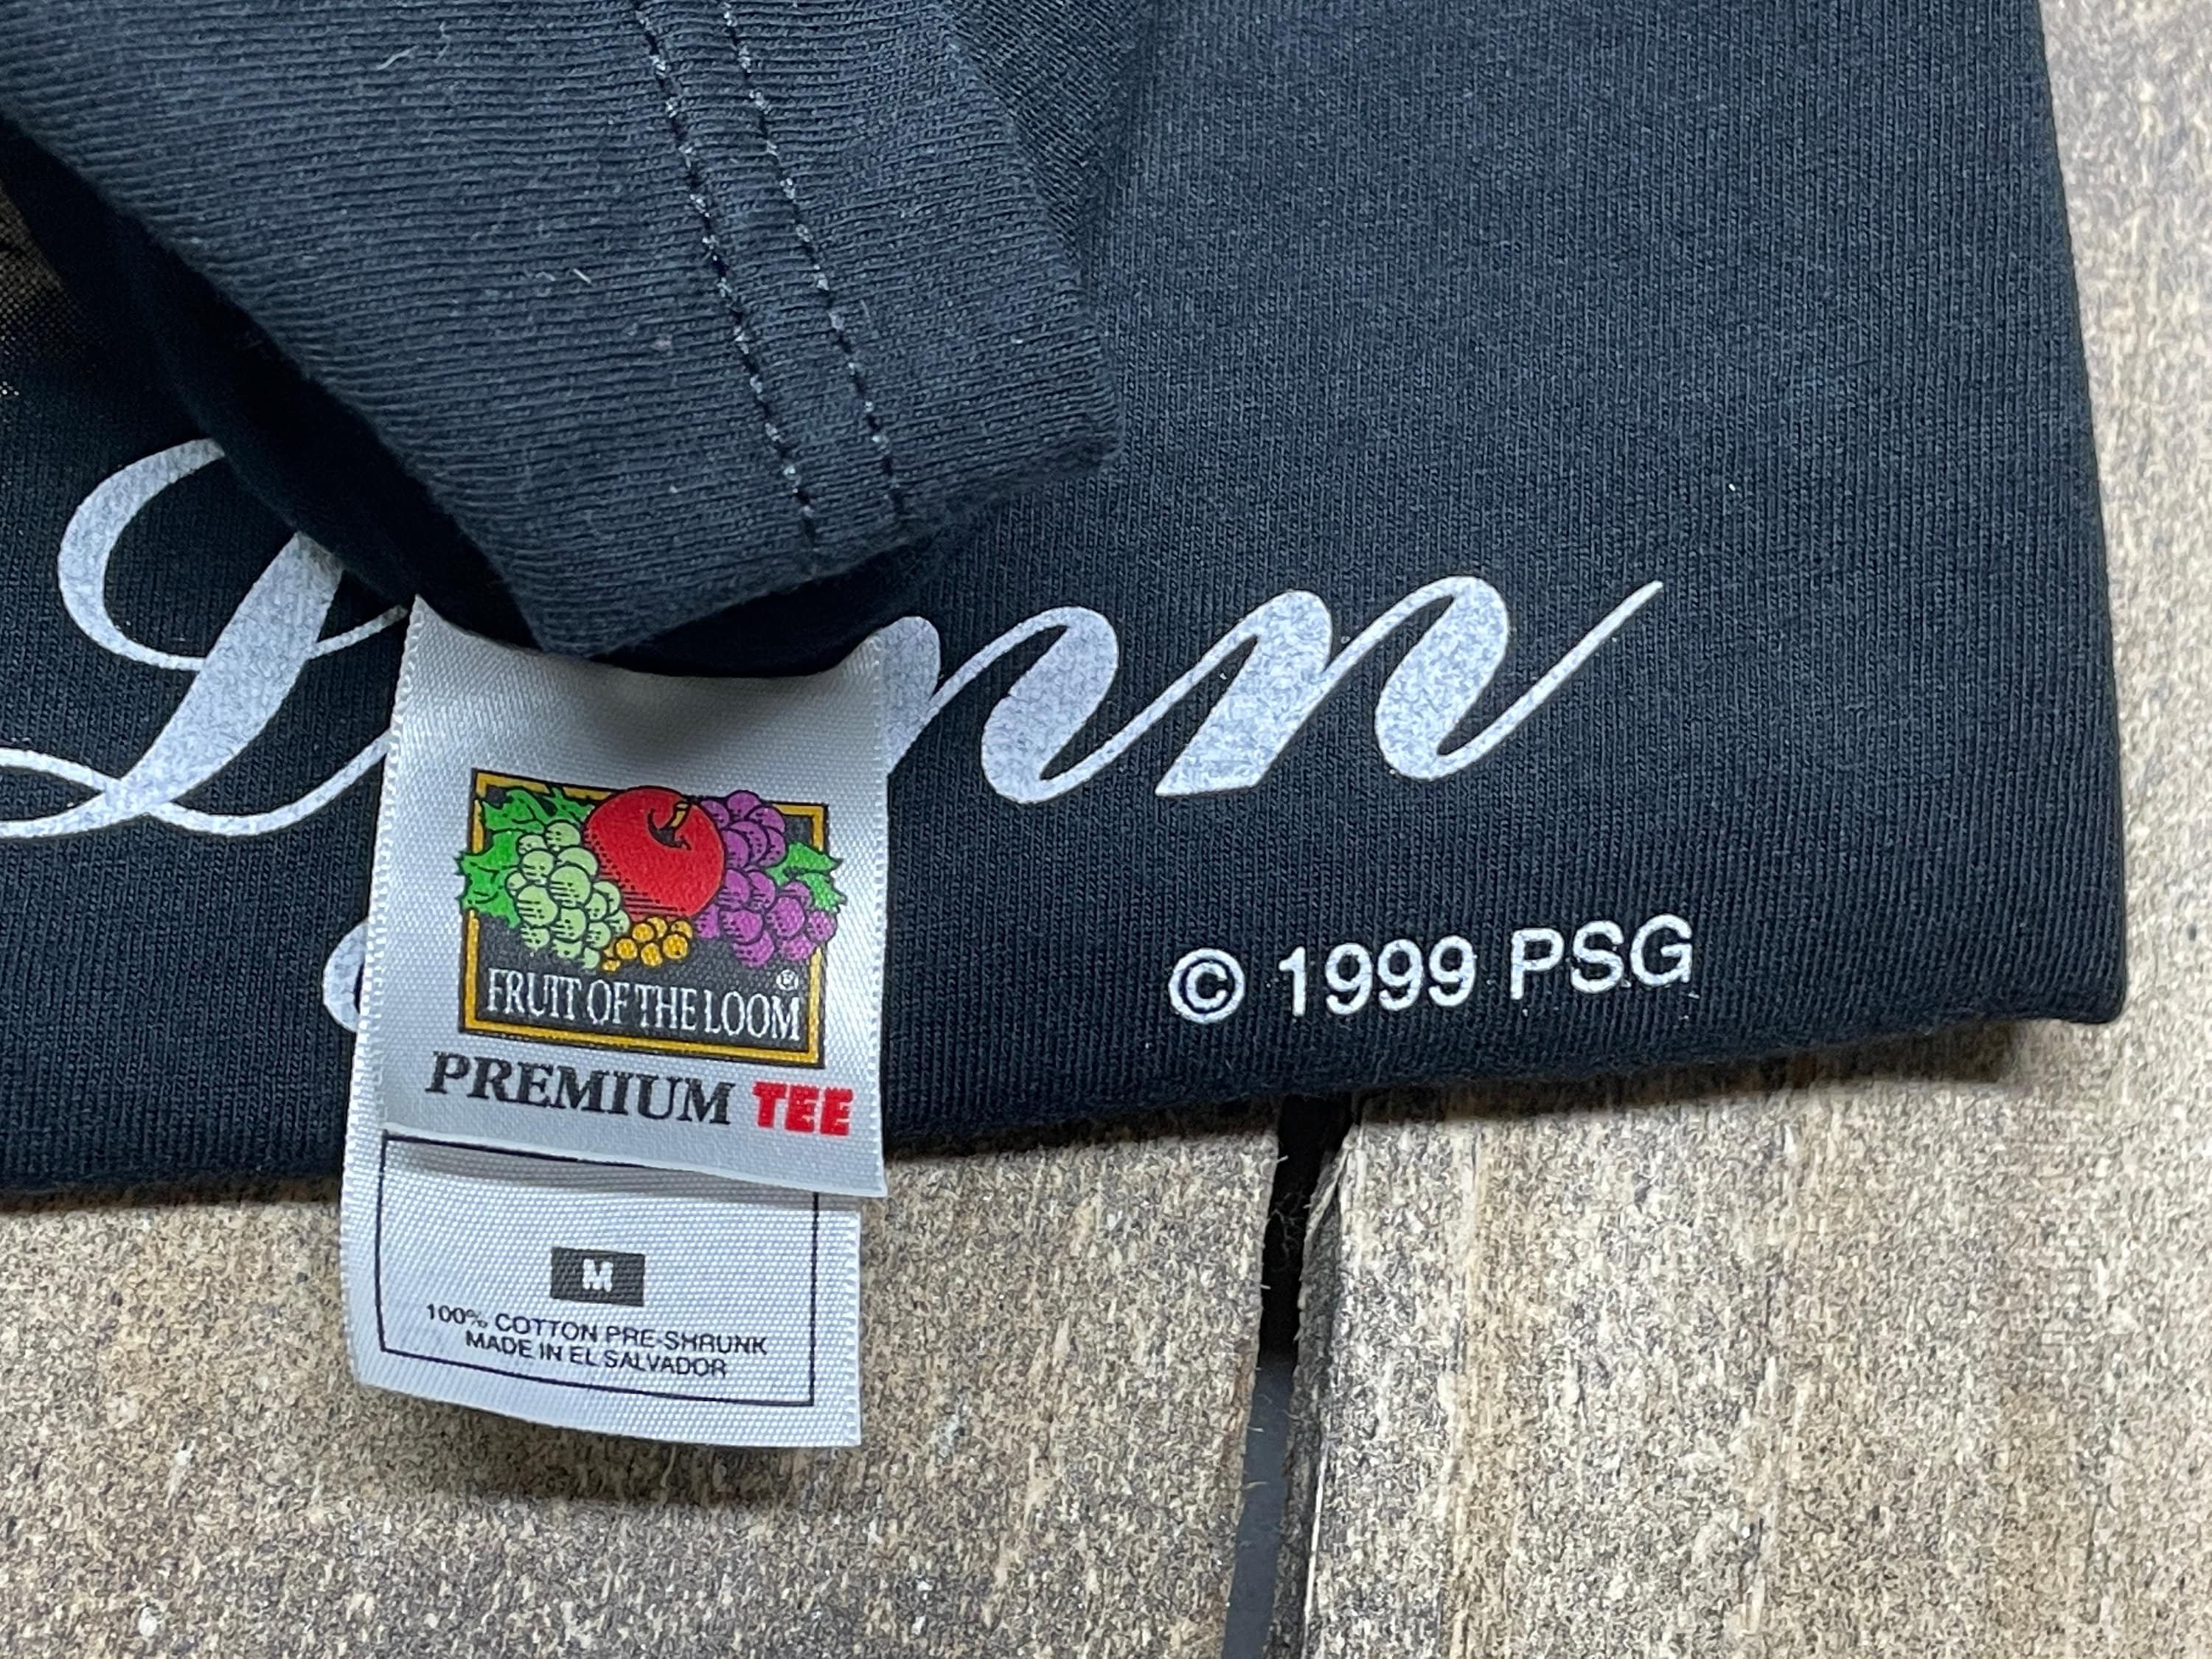 © 1999 PSG
FRUIT OF THE LOOM®
PREMIUM TEE
M
100% COTTON PRE-SHRUNK
MADE IN EL SALVADOR